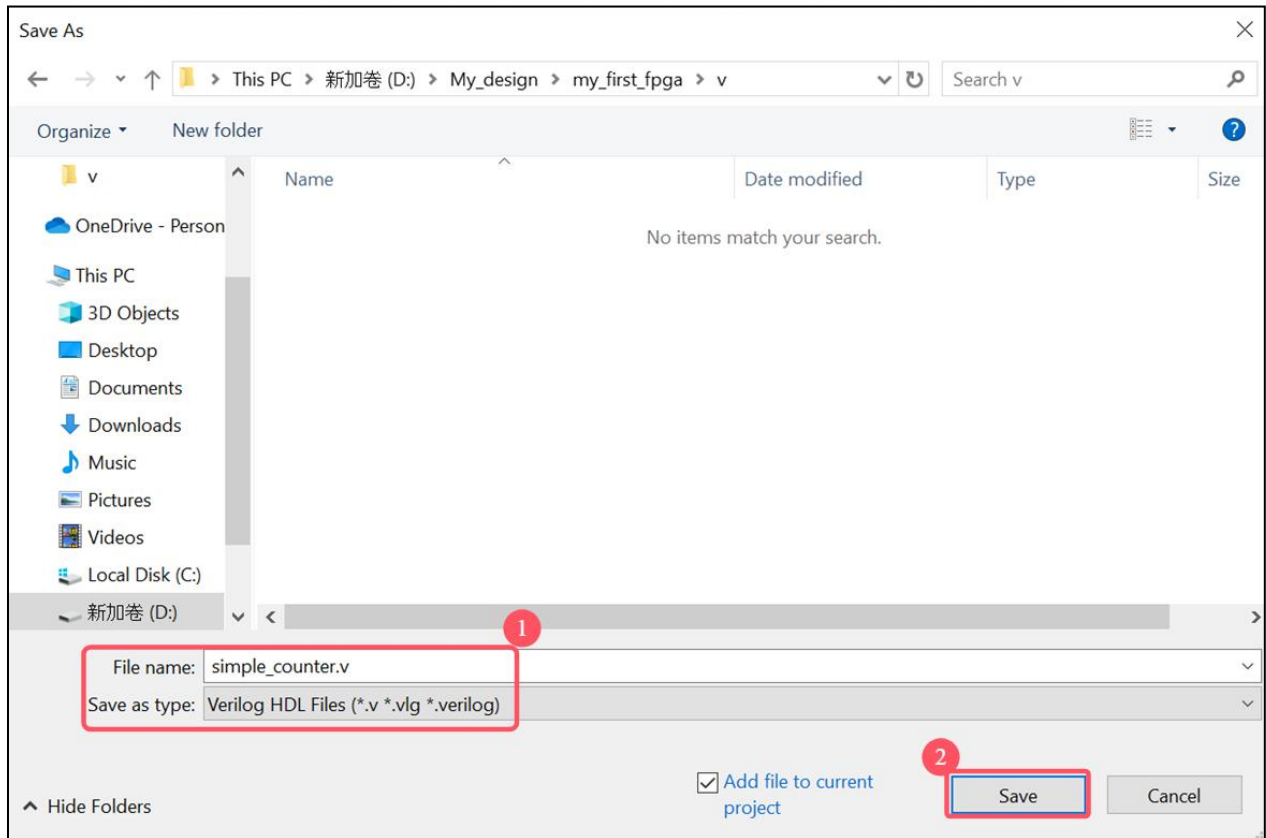 Save As
This PC > 新加卷 (D:) > My_design > my_first_fpga > v
Search v
Organize
New folder
v
OneDrive - Person
This PC
3D Objects
Desktop
Documents
Downloads
Music
Pictures
Videos
Local Disk (C:)
新加卷 (D:)
Name
Date modified
Type
Size
No items match your search.
1
File name: simple_counter.v
Save as type: Verilog HDL Files (*.v *.vlg *.verilog)
2
Add file to current
project
Save
Cancel
Hide Folders